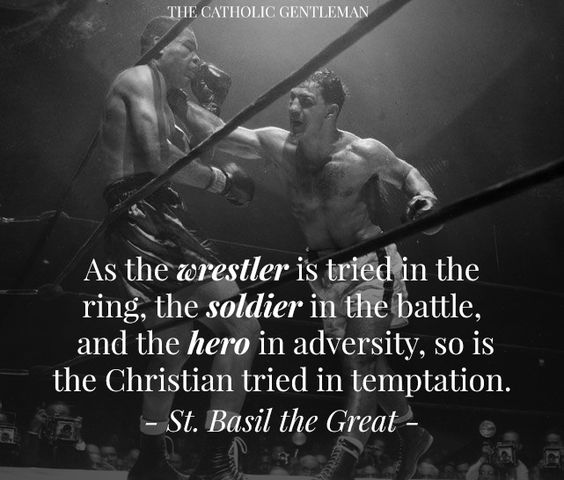 THE CATHOLIC GENTLEMAN
As the wrestler is tried in the
ring, the soldier in the battle,
and the hero in adversity, so is
the Christian tried in temptation.
- St. Basil the Great -